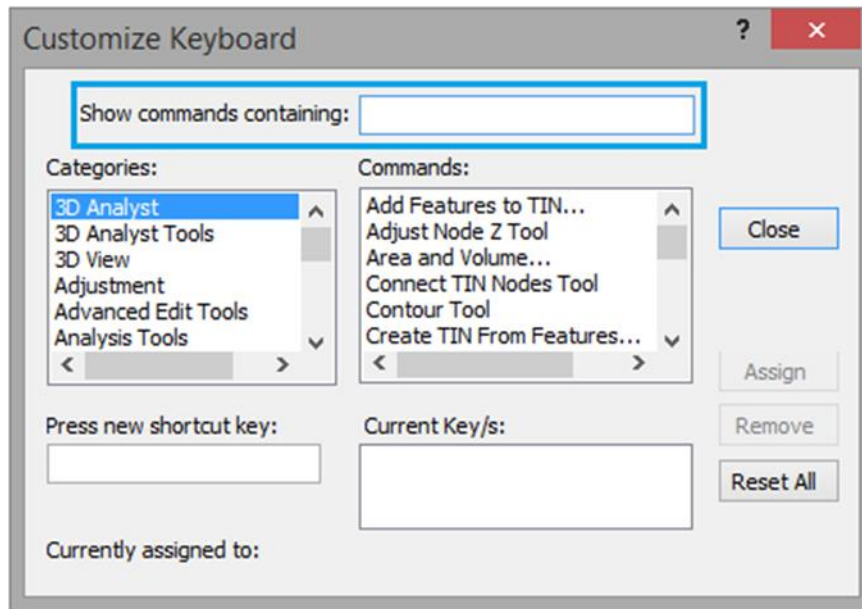 Customize Keyboard
?
Show commands containing:
Categories:
3D Analyst
3D Analyst Tools
3D View
Adjustment
Advanced Edit Tools
Analysis Tools
Commands:
Add Features to TIN...
Adjust Node Z Tool
Area and Volume...
Connect TIN Nodes Tool
Contour Tool
Create TIN From Features...
Close
Assign
Remove
Reset All
Press new shortcut key:
Current Key/s:
Currently assigned to: